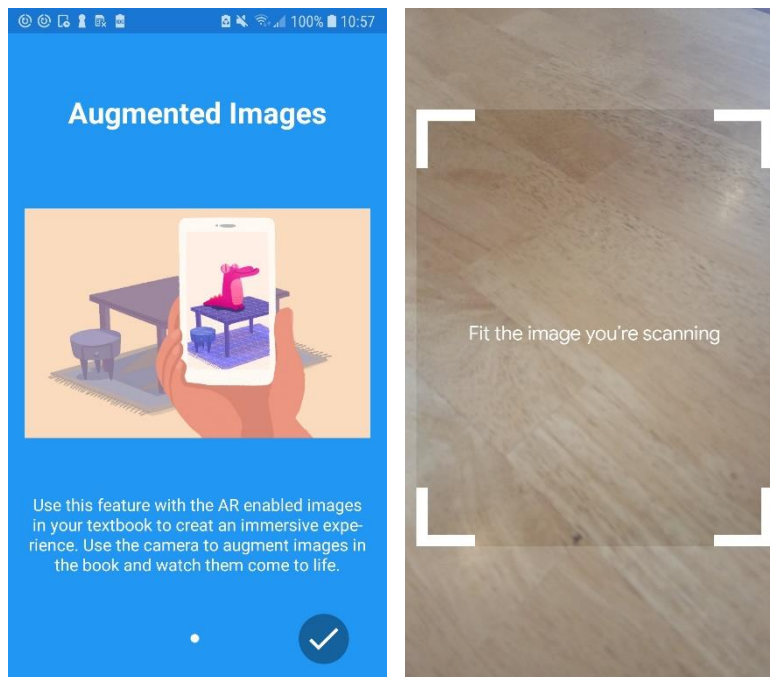 100% 10:57
Augmented Images
Use this feature with the AR enabled images
in your textbook to creat an immersive expe-
rience. Use the camera to augment images in
the book and watch them come to life.
Fit the image you're scanning